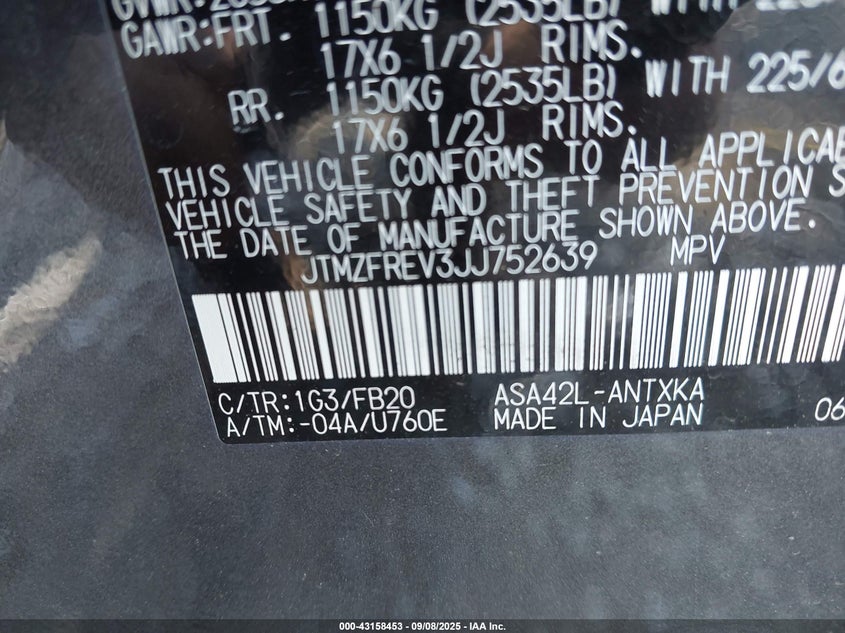 GAWR:FRT. 1150KG (2535LB) WITH
17X6 1/2J RIMS.
RR. 1150KG (2535LB) WITH 225/6
17X6 1/2J RIMS.
THIS VEHICLE CONFORMS TO ALL APPLICAB
VEHICLE SAFETY AND THEFT PREVENTION S
THE DATE OF MANUFACTURE SHOWN ABOVE.
JTMZFREV3JJ752639 MPV
C/TR:1G3/FB20 ASA42L-ANTXKA
A/TM:-04A/U760E MADE IN JAPAN 06
000-43158453 - 09/08/2025 - IAA Inc.